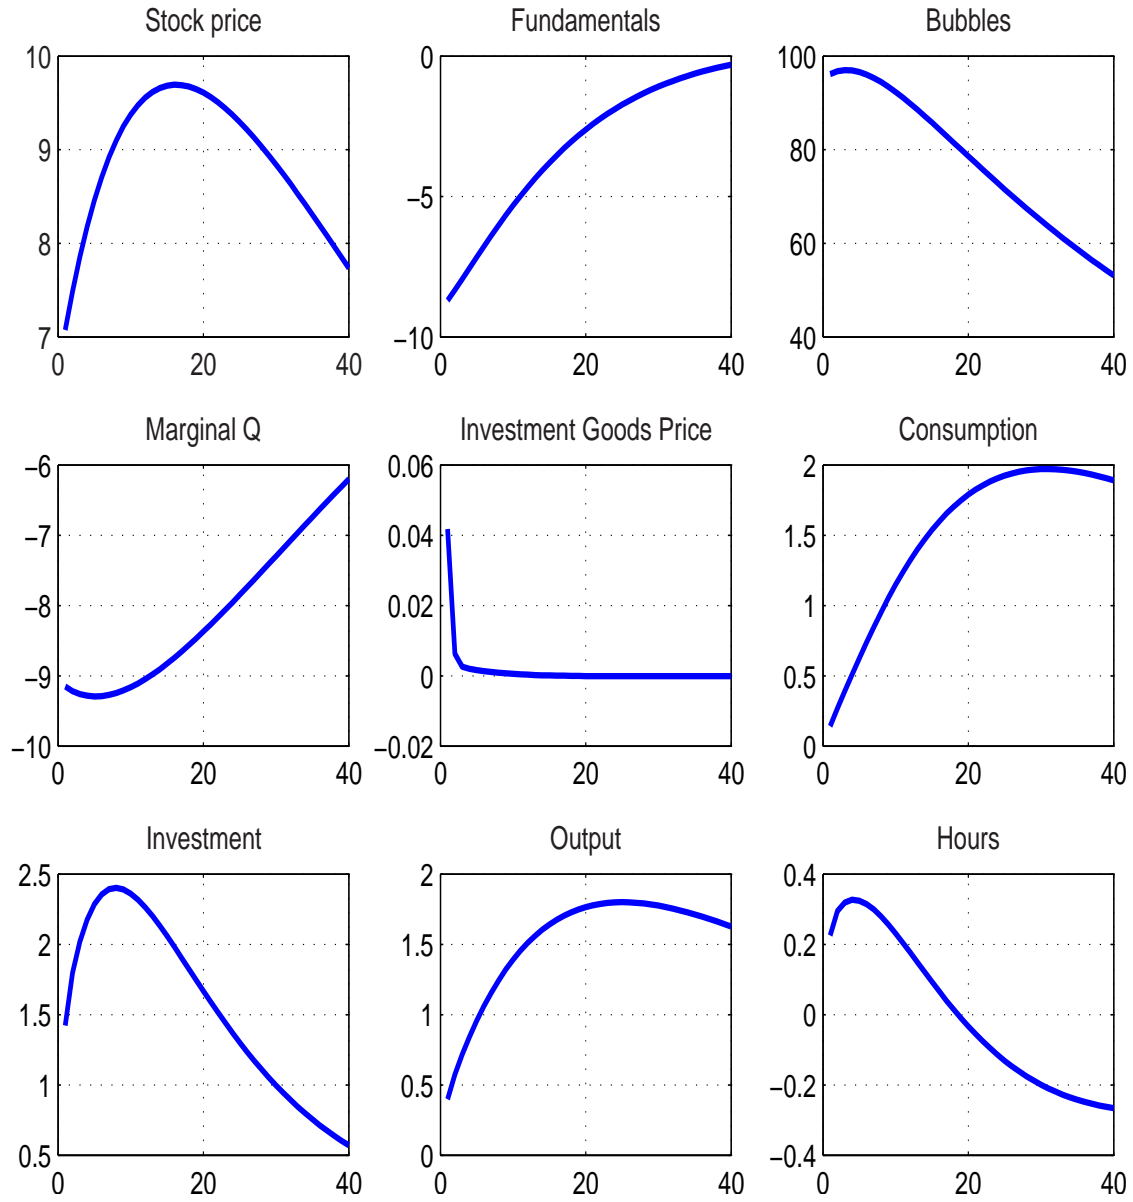 Stock price Fundamentals Bubbles
10 0 100
9 −5 80
8 60
7 −10 40
0 20 40 0 20 40 0 20 40
Marginal Q Investment Goods Price Consumption
−6 0.06 2
−7 0.04 1.5
−8 0.02 1
−9 0 0.5
−10 −0.02 0
0 20 40 0 20 40 0 20 40
Investment Output Hours
2.5 2 0.4
2 1.5 0.2
1.5 1 0
1 0.5 −0.2
0.5 0 −0.4
0 20 40 0 20 40 0 20 40